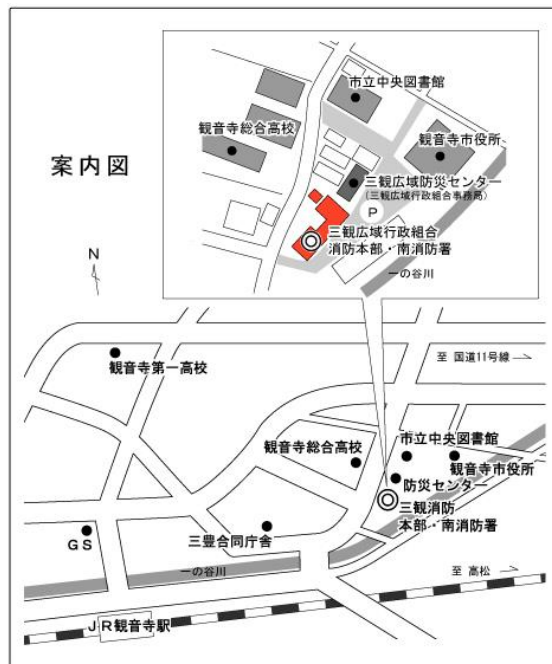 案内図
N
市立中央図書館
観音寺総合高校
観音寺市役所
三観広域防災センター
(三観広域行政組合事務局)
P
三観広域行政組合
消防本部・南消防署
一の谷川
至 国道11号線
観音寺第一高校
観音寺総合高校
市立中央図書館
観音寺市役所
防災センター
三観消防
本部・南消防署
GS
三豊合同庁舎
一の谷川
至 高松
JR観音寺駅